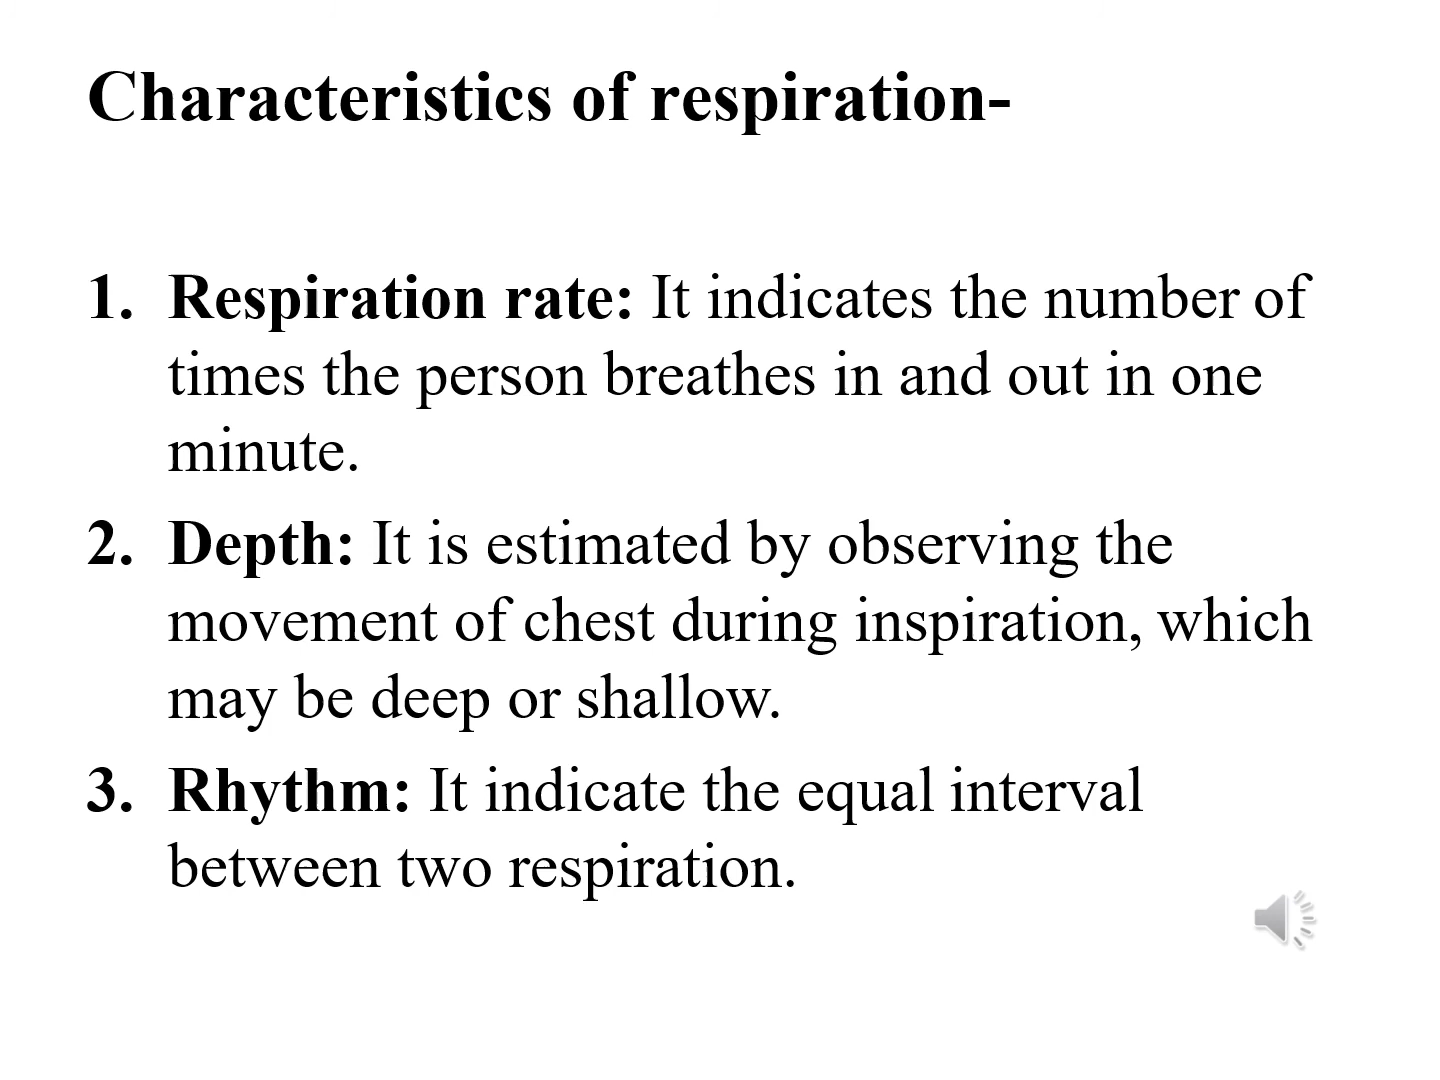 Characteristics of respiration-
1. Respiration rate: It indicates the number of
times the person breathes in and out in one
minute.
2. Depth: It is estimated by observing the
movement of chest during inspiration, which
may be deep or shallow.
3. Rhythm: It indicate the equal interval
between two respiration.